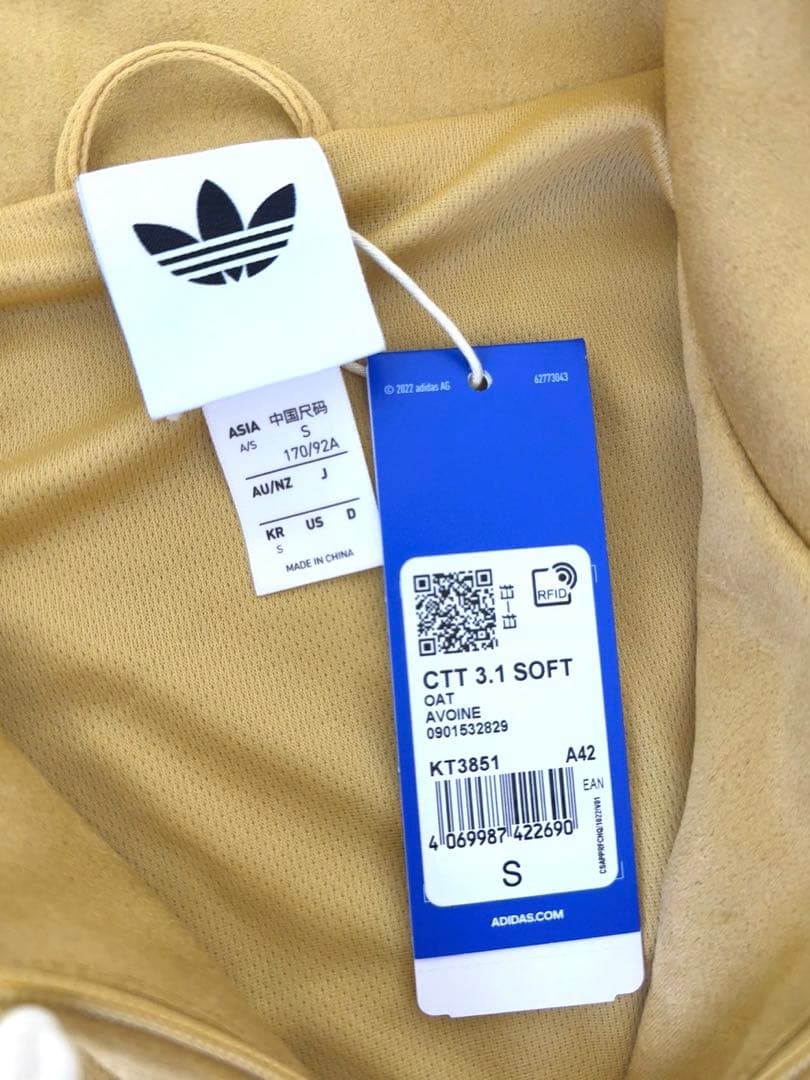 ASIA 中国尺码
A/S S
170/92A
AU/NZ J
KR US D
S
MADE IN CHINA
© 2022 adidas AG 62773043
RFID
CTT 3.1 SOFT
OAT
AVOINE
0901532829
KT3851 A42
EAN
4 069987 422690
S
ADIDAS.COM